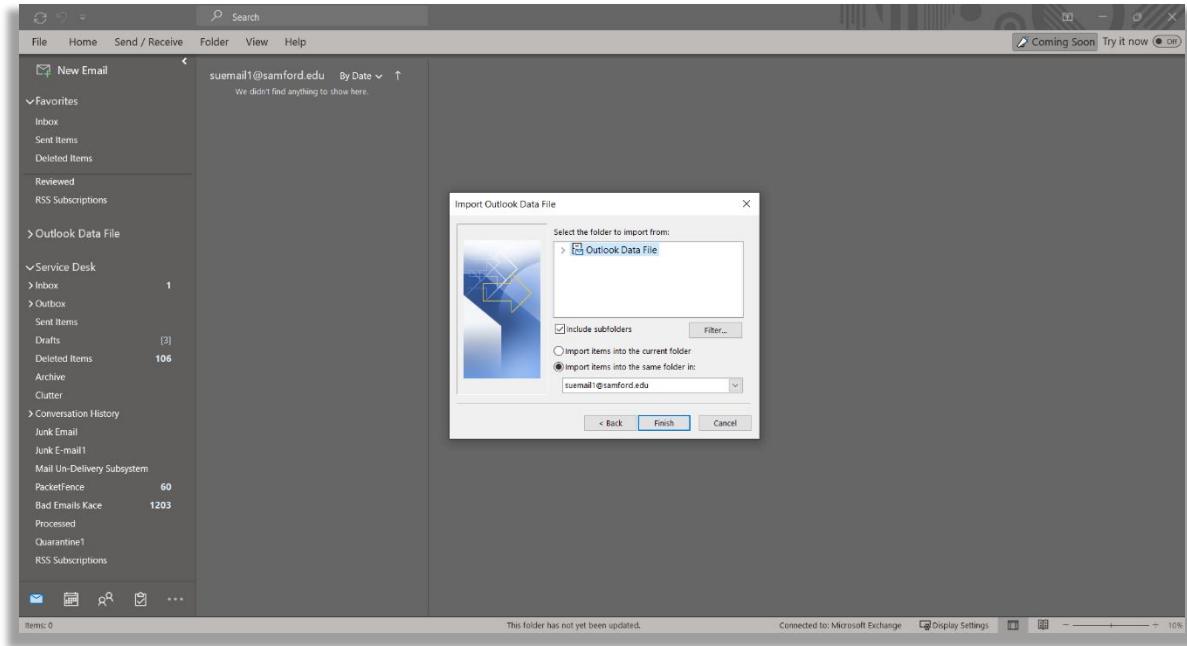 Search
File Home Send / Receive Folder View Help
Coming Soon Try it now Off
New Email
Favorites
Inbox
Sent Items
Deleted Items
Reviewed
RSS Subscriptions
Outlook Data File
Service Desk
Inbox 1
Outbox
Sent Items
Drafts [3]
Deleted Items 106
Archive
Clutter
Conversation History
Junk Email
Junk E-mail1
Mail Un-Delivery Subsystem
PacketFence 60
Bad Emails Kace 1203
Processed
Quarantine1
RSS Subscriptions
suemail1@samford.edu By Date
We didn't find anything to show here.
Import Outlook Data File
Select the folder to import from:
Outlook Data File
Include subfolders Filter...
Import items into the current folder
Import items into the same folder in:
suemail1@samford.edu
< Back Finish Cancel
Items: 0 This folder has not yet been updated. Connected to: Microsoft Exchange Display Settings 10%